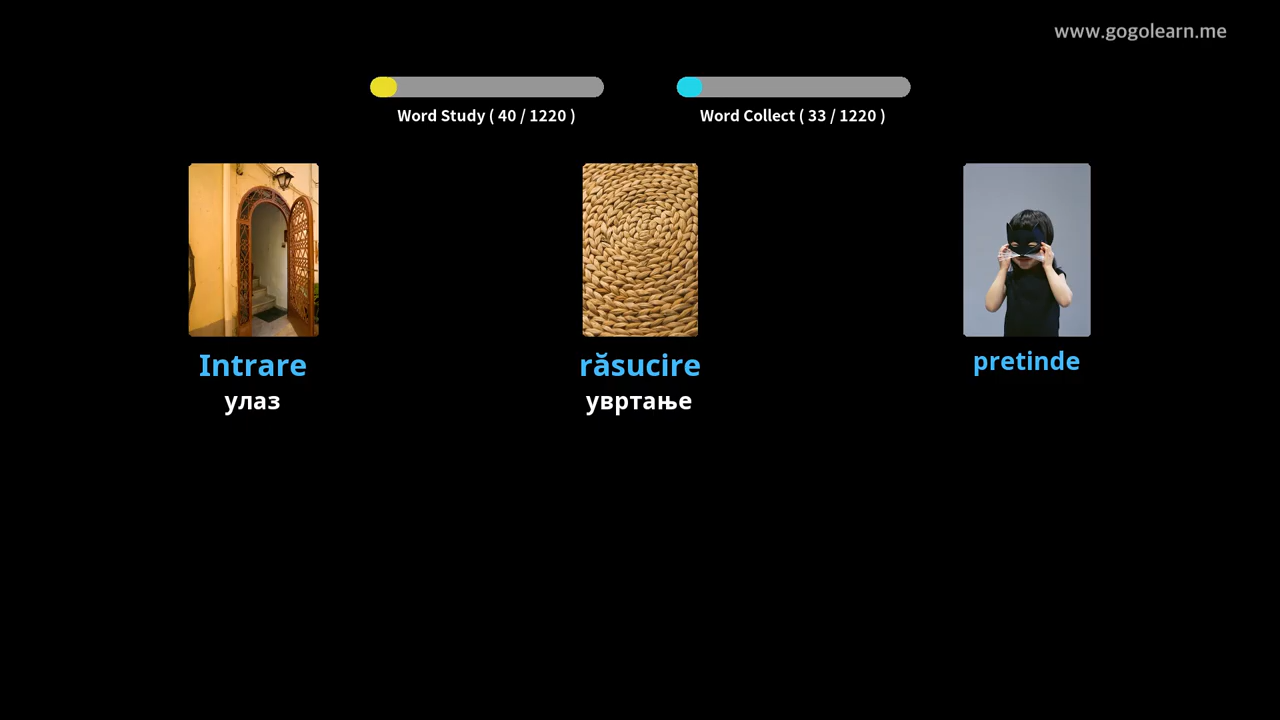 www.gogolearn.me
Word Study ( 40 / 1220 )
Word Collect ( 33 / 1220 )
Intrare
răsucire
pretinde
улаз
увртање